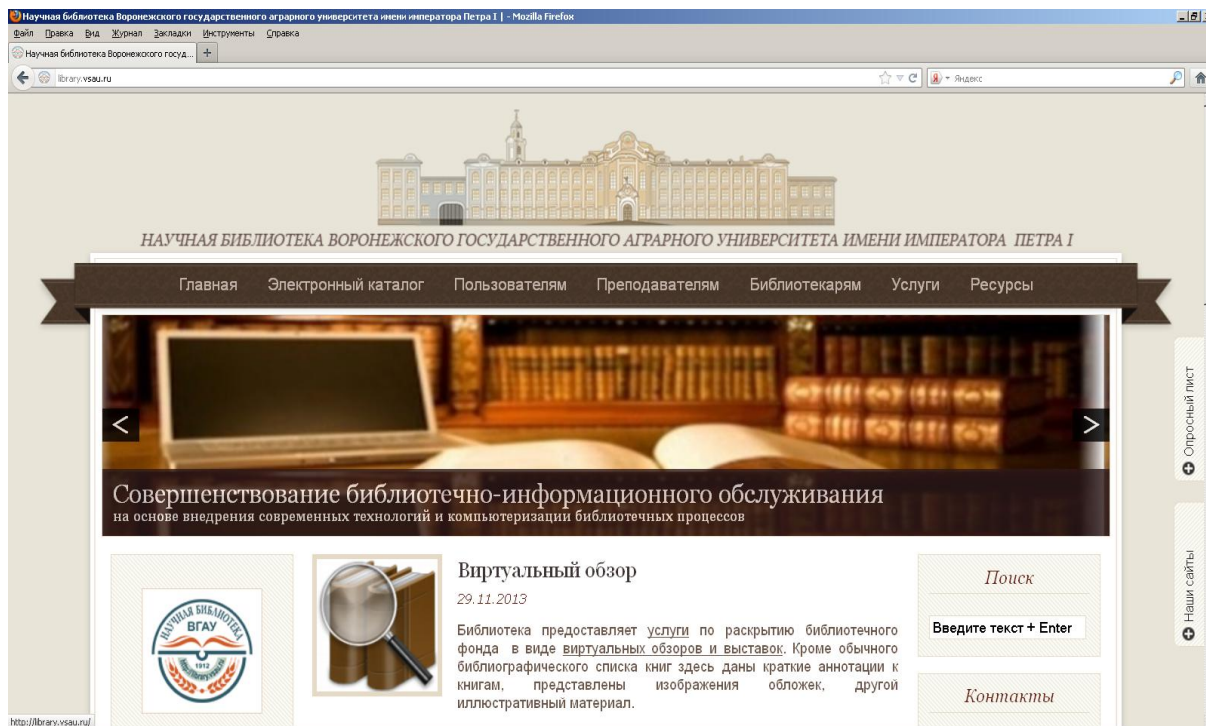 Научная библиотека Воронежского государственного аграрного университета имени императора Петра I | - Mozilla Firefox
Файл Правка Вид Журнал Закладки Инструменты Справка
Научная библиотека Воронежского госуд... +
library.vsau.ru
Яндекс
НАУЧНАЯ БИБЛИОТЕКА ВОРОНЕЖСКОГО ГОСУДАРСТВЕННОГО АГРАРНОГО УНИВЕРСИТЕТА ИМЕНИ ИМПЕРАТОРА ПЕТРА I
Главная Электронный каталог Пользователям Преподавателям Библиотекарям Услуги Ресурсы
Опросный лист
< >
Совершенствование библиотечно-информационного обслуживания
на основе внедрения современных технологий и компьютеризации библиотечных процессов
Наши сайты
НАУЧНАЯ БИБЛИОТЕКА
ВГАУ
1912
http://library.vsau.ru
Виртуальный обзор
29.11.2013
Библиотека предоставляет услуги по раскрытию библиотечного
фонда в виде виртуальных обзоров и выставок. Кроме обычного
библиографического списка книг здесь даны краткие аннотации к
книгам, представлены изображения обложек, другой
иллюстративный материал.
Поиск
Введите текст + Enter
Контакты
http://library.vsau.ru/